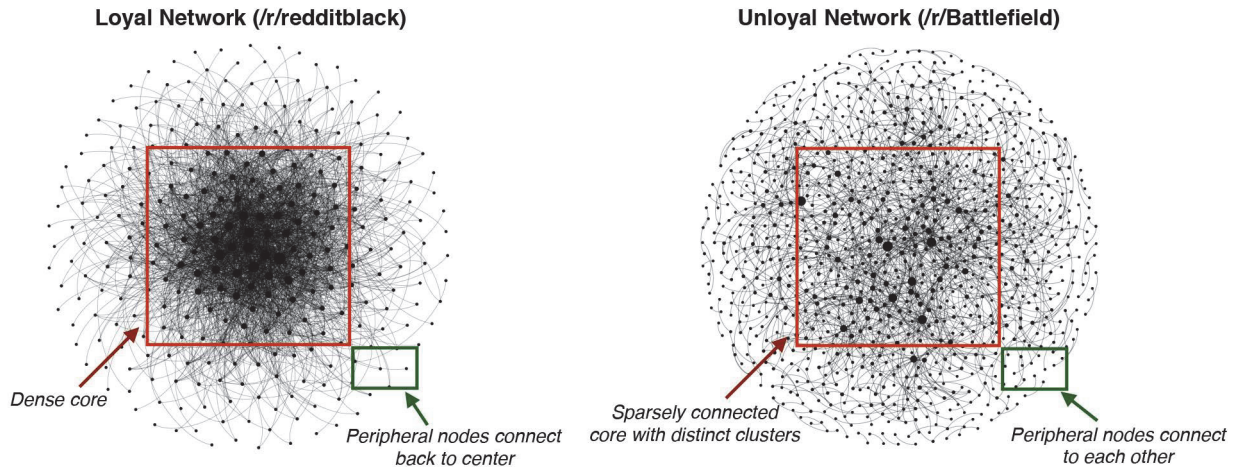 Loyal Network (/r/redditblack)
Unloyal Network (/r/Battlefield)
Dense core
Peripheral nodes connect
back to center
Sparsely connected
core with distinct clusters
Peripheral nodes connect
to each other